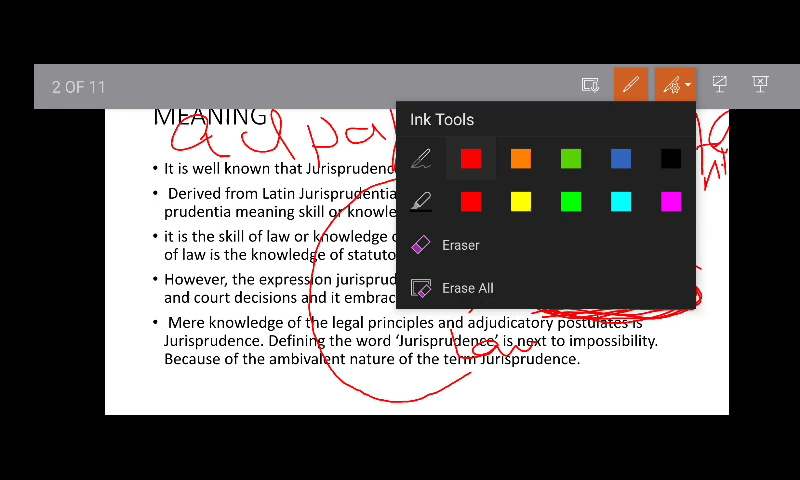 2 OF 11
MEANING
Ink Tools
• It is well known that Jurisprudenc
• Derived from Latin Jurisprudentia
prudentia meaning skill or knowle
• it is the skill of law or knowledge
of law is the knowledge of statuto
Eraser
• However, the expression jurisprud
and court decisions and it embrac
Erase All
• Mere knowledge of the legal principles and adjudicatory postulates is
Jurisprudence. Defining the word ‘Jurisprudence’ is next to impossibility.
Because of the ambivalent nature of the term Jurisprudence.
Law